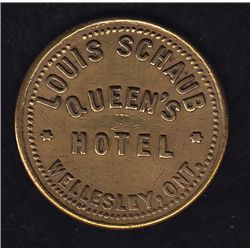 LOUIS SCHAUB
QUEEN'S
HOTEL
WELLESLEY, ONT.